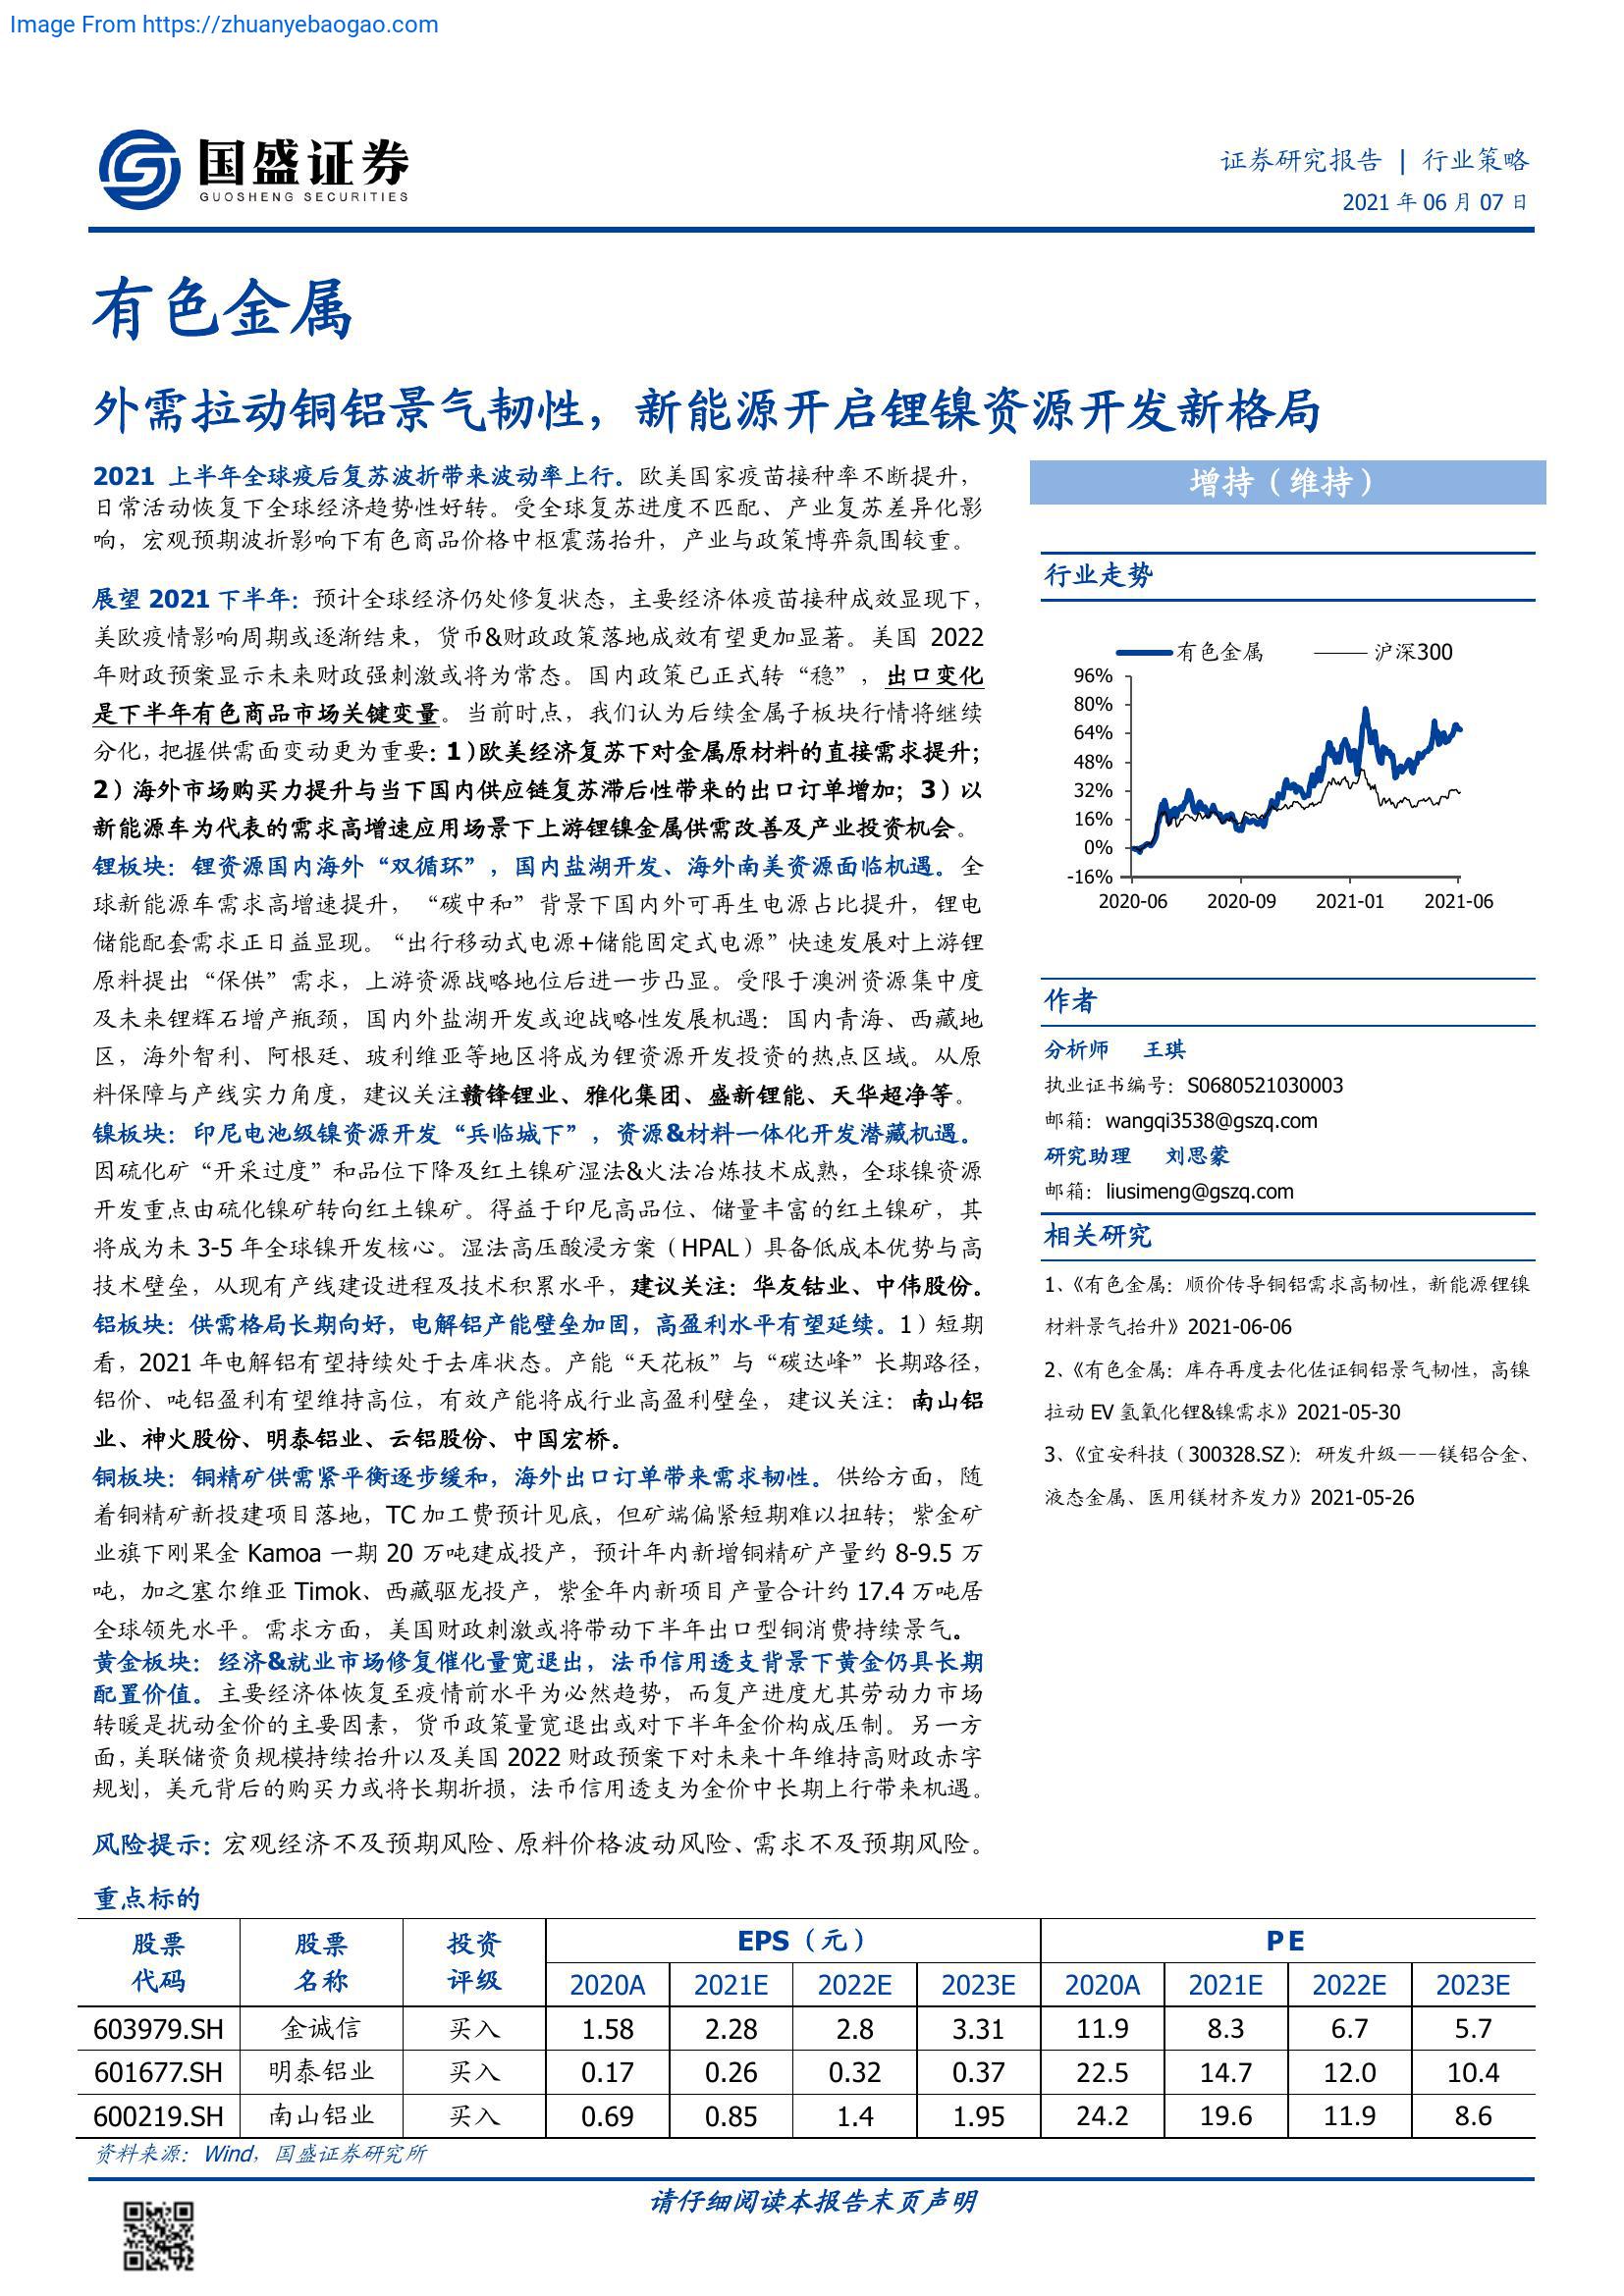 Image From https://zhuanyebaogao.com
国盛证券
GUOSHENG SECURITIES
证券研究报告 | 行业策略
2021 年 06 月 07 日
有色金属
外需拉动铜铝景气韧性，新能源开启锂镍资源开发新格局
2021 上半年全球疫后复苏波折带来波动率上行。欧美国家疫苗接种率不断提升，
日常活动恢复下全球经济趋势性好转。受全球复苏进度不匹配、产业复苏差异化影
响，宏观预期波折影响下有色商品价格中枢震荡抬升，产业与政策博弈氛围较重。
展望 2021 下半年：预计全球经济仍处修复状态，主要经济体疫苗接种成效显现下，
美欧疫情影响周期或逐渐结束，货币&财政政策落地成效有望更加显著。美国 2022
年财政预案显示未来财政强刺激或将为常态。国内政策已正式转“稳”，出口变化
是下半年有色商品市场关键变量。当前时点，我们认为后续金属子板块行情将继续
分化，把握供需面变动更为重要：1）欧美经济复苏下对金属原材料的直接需求提升；
2）海外市场购买力提升与当下国内供应链复苏滞后性带来的出口订单增加；3）以
新能源车为代表的需求高增速应用场景下上游锂镍金属供需改善及产业投资机会。
锂板块：锂资源国内海外“双循环”，国内盐湖开发、海外南美资源面临机遇。全
球新能源车需求高增速提升，“碳中和”背景下国内外可再生电源占比提升，锂电
储能配套需求正日益显现。“出行移动式电源+储能固定式电源”快速发展对上游锂
原料提出“保供”需求，上游资源战略地位后进一步凸显。受限于澳洲资源集中度
及未来锂辉石增产瓶颈，国内外盐湖开发或迎战略性发展机遇：国内青海、西藏地
区，海外智利、阿根廷、玻利维亚等地区将成为锂资源开发投资的热点区域。从原
料保障与产线实力角度，建议关注赣锋锂业、雅化集团、盛新锂能、天华超净等。
镍板块：印尼电池级镍资源开发“兵临城下”，资源&材料一体化开发潜藏机遇。
因硫化矿“开采过度”和品位下降及红土镍矿湿法&火法冶炼技术成熟，全球镍资源
开发重点由硫化镍矿转向红土镍矿。得益于印尼高品位、储量丰富的红土镍矿，其
将成为未 3-5 年全球镍开发核心。湿法高压酸浸方案（HPAL）具备低成本优势与高
技术壁垒，从现有产线建设进程及技术积累水平，建议关注：华友钴业、中伟股份。
铝板块：供需格局长期向好，电解铝产能壁垒加固，高盈利水平有望延续。1）短期
看，2021 年电解铝有望持续处于去库状态。产能“天花板”与“碳达峰”长期路径，
铝价、吨铝盈利有望维持高位，有效产能将成行业高盈利壁垒，建议关注：南山铝
业、神火股份、明泰铝业、云铝股份、中国宏桥。
铜板块：铜精矿供需紧平衡逐步缓和，海外出口订单带来需求韧性。供给方面，随
着铜精矿新投建项目落地，TC 加工费预计见底，但矿端偏紧短期难以扭转；紫金矿
业旗下刚果金 Kamoa 一期 20 万吨建成投产，预计年内新增铜精矿产量约 8-9.5 万
吨，加之塞尔维亚 Timok、西藏驱龙投产，紫金年内新项目产量合计约 17.4 万吨居
全球领先水平。需求方面，美国财政刺激或将带动下半年出口型铜消费持续景气。
黄金板块：经济&就业市场修复催化量宽退出，法币信用透支背景下黄金仍具长期
配置价值。主要经济体恢复至疫情前水平为必然趋势，而复产进度尤其劳动力市场
转暖是扰动金价的主要因素，货币政策量宽退出或对下半年金价构成压制。另一方
面，美联储资负规模持续抬升以及美国 2022 财政预案下对未来十年维持高财政赤字
规划，美元背后的购买力或将长期折损，法币信用透支为金价中长期上行带来机遇。
风险提示：宏观经济不及预期风险、原料价格波动风险、需求不及预期风险。
增持（维持）
行业走势
有色金属 沪深300
96%
80%
64%
48%
32%
16%
0%
-16%
2020-06 2020-09 2021-01 2021-06
作者
分析师 王琪
执业证书编号：S0680521030003
邮箱：wangqi3538@gszq.com
研究助理 刘思蒙
邮箱：liusimeng@gszq.com
相关研究
1、《有色金属：顺价传导铜铝需求高韧性，新能源锂镍
材料景气抬升》2021-06-06
2、《有色金属：库存再度去化佐证铜铝景气韧性，高镍
拉动 EV 氢氧化锂&镍需求》2021-05-30
3、《宜安科技（300328.SZ）：研发升级——镁铝合金、
液态金属、医用镁材齐发力》2021-05-26
重点标的
股票代码 股票名称 投资评级 EPS（元） PE
2020A 2021E 2022E 2023E 2020A 2021E 2022E 2023E
603979.SH 金诚信 买入 1.58 2.28 2.8 3.31 11.9 8.3 6.7 5.7
601677.SH 明泰铝业 买入 0.17 0.26 0.32 0.37 22.5 14.7 12.0 10.4
600219.SH 南山铝业 买入 0.69 0.85 1.4 1.95 24.2 19.6 11.9 8.6
资料来源：Wind，国盛证券研究所
请仔细阅读本报告末页声明